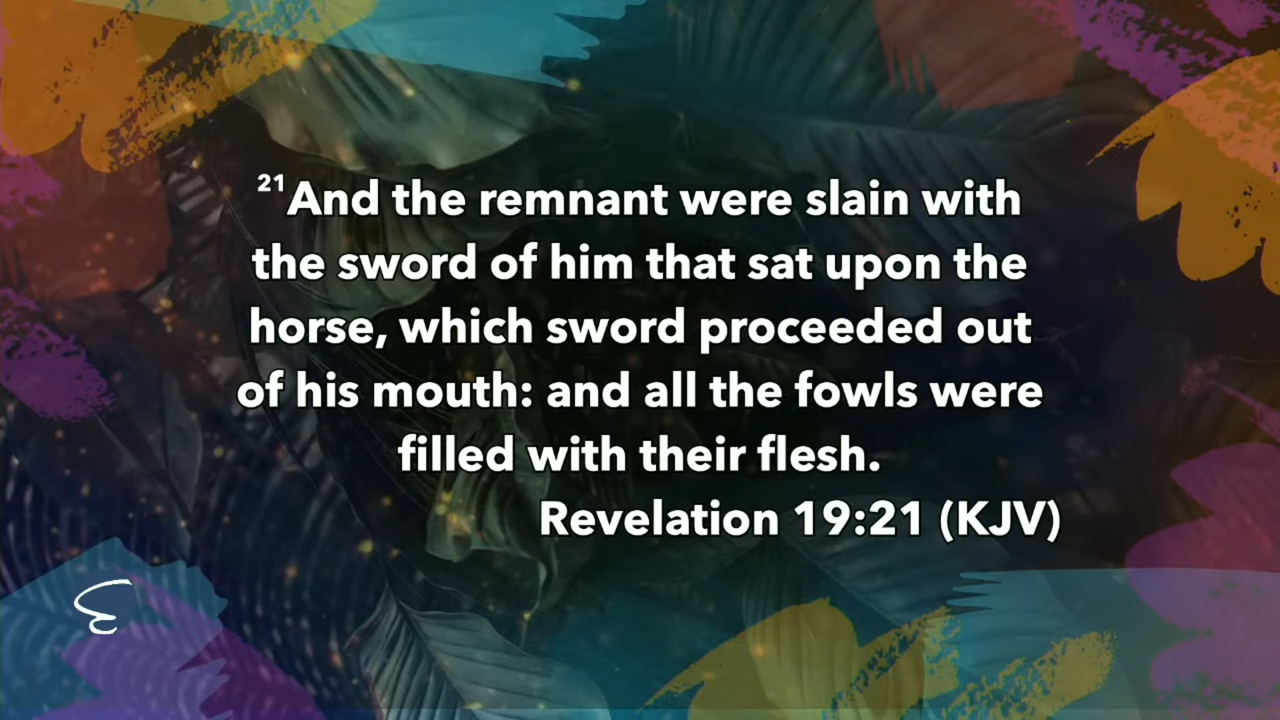 ²¹And the remnant were slain with
the sword of him that sat upon the
horse, which sword proceeded out
of his mouth: and all the fowls were
filled with their flesh.
Revelation 19:21 (KJV)